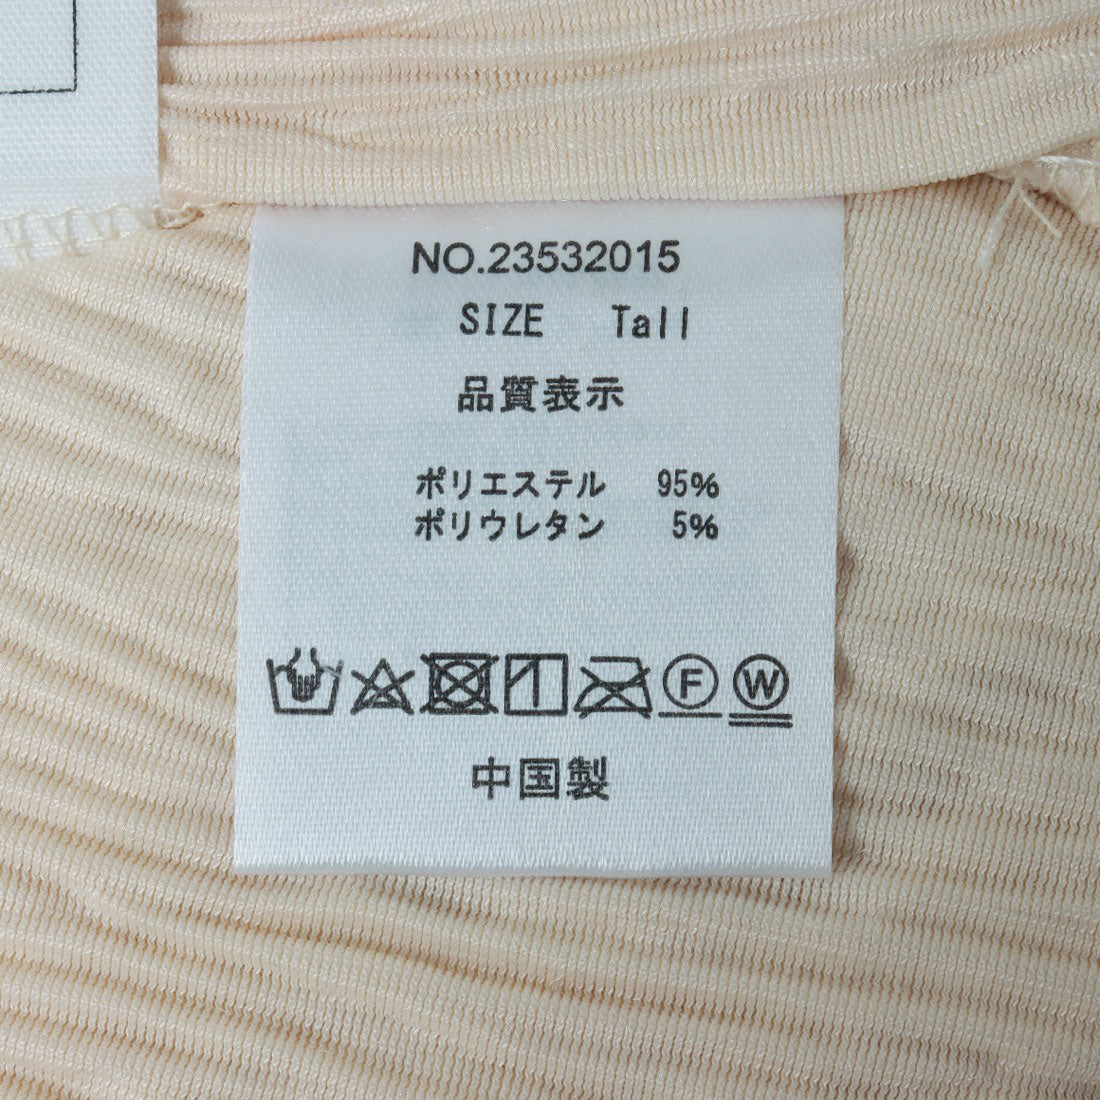 NO.23532015
SIZE Tall
品質表示
ポリエステル 95%
ポリウレタン 5%
F W
中国製